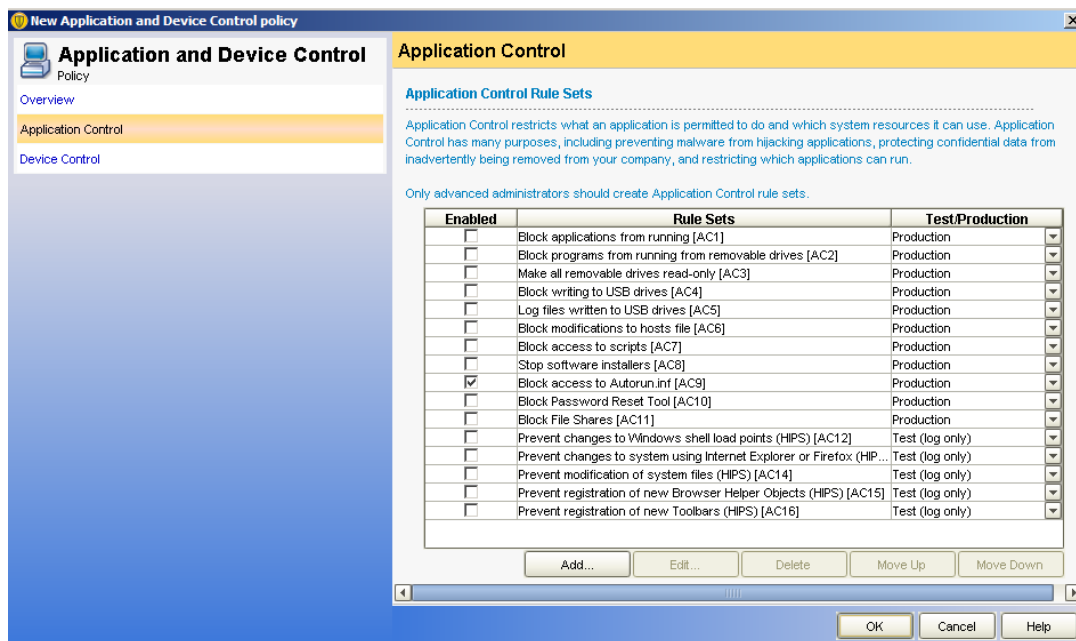 New Application and Device Control policy
Application and Device Control
Policy
Overview
Application Control
Device Control
Application Control
Application Control Rule Sets
Application Control restricts what an application is permitted to do and which system resources it can use. Application
Control has many purposes, including preventing malware from hijacking applications, protecting confidential data from
inadvertently being removed from your company, and restricting which applications can run.
Only advanced administrators should create Application Control rule sets.
Enabled Rule Sets Test/Production
Block applications from running [AC1] Production
Block programs from running from removable drives [AC2] Production
Make all removable drives read-only [AC3] Production
Block writing to USB drives [AC4] Production
Log files written to USB drives [AC5] Production
Block modifications to hosts file [AC6] Production
Block access to scripts [AC7] Production
Stop software installers [AC8] Production
Block access to Autorun.inf [AC9] Production
Block Password Reset Tool [AC10] Production
Block File Shares [AC11] Production
Prevent changes to Windows shell load points (HIPS) [AC12] Test (log only)
Prevent changes to system using Internet Explorer or Firefox (HIP... Test (log only)
Prevent modification of system files (HIPS) [AC14] Test (log only)
Prevent registration of new Browser Helper Objects (HIPS) [AC15] Test (log only)
Prevent registration of new Toolbars (HIPS) [AC16] Test (log only)
Add... Edit... Delete Move Up Move Down
OK Cancel Help